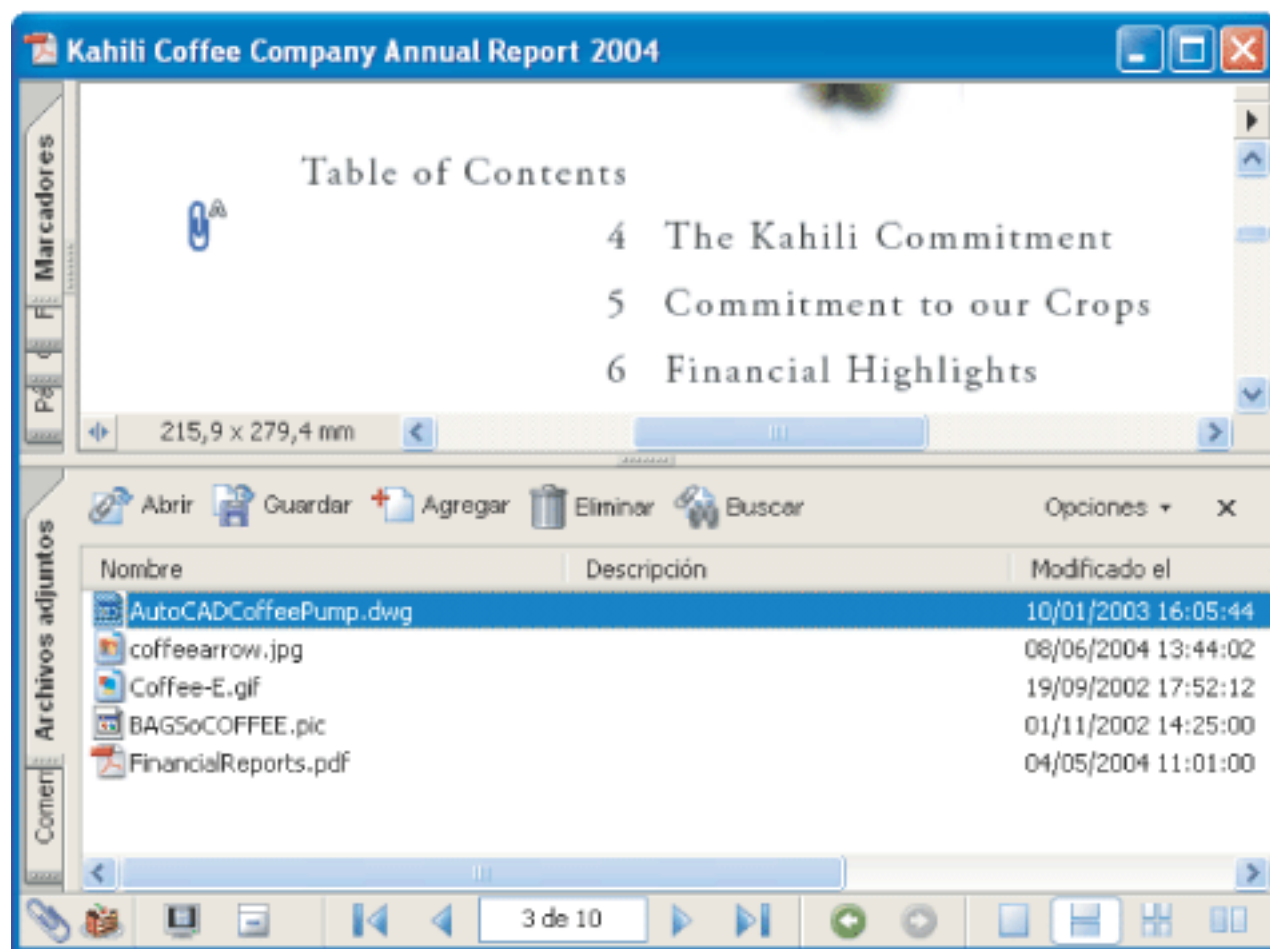 Kahili Coffee Company Annual Report 2004
Marcadores
Table of Contents
4 The Kahili Commitment
5 Commitment to our Crops
6 Financial Highlights
Pá
215,9 x 279,4 mm
Archivos adjuntos
Abrir Guardar Agregar Eliminar Buscar Opciones
Nombre Descripción Modificado el
AutoCADCoffeePump.dwg 10/01/2003 16:05:44
coffeearrow.jpg 08/06/2004 13:44:02
Coffee-E.gif 19/09/2002 17:52:12
BAGSoCOFFEE.pic 01/11/2002 14:25:00
FinancialReports.pdf 04/05/2004 11:01:00
Comen
3 de 10